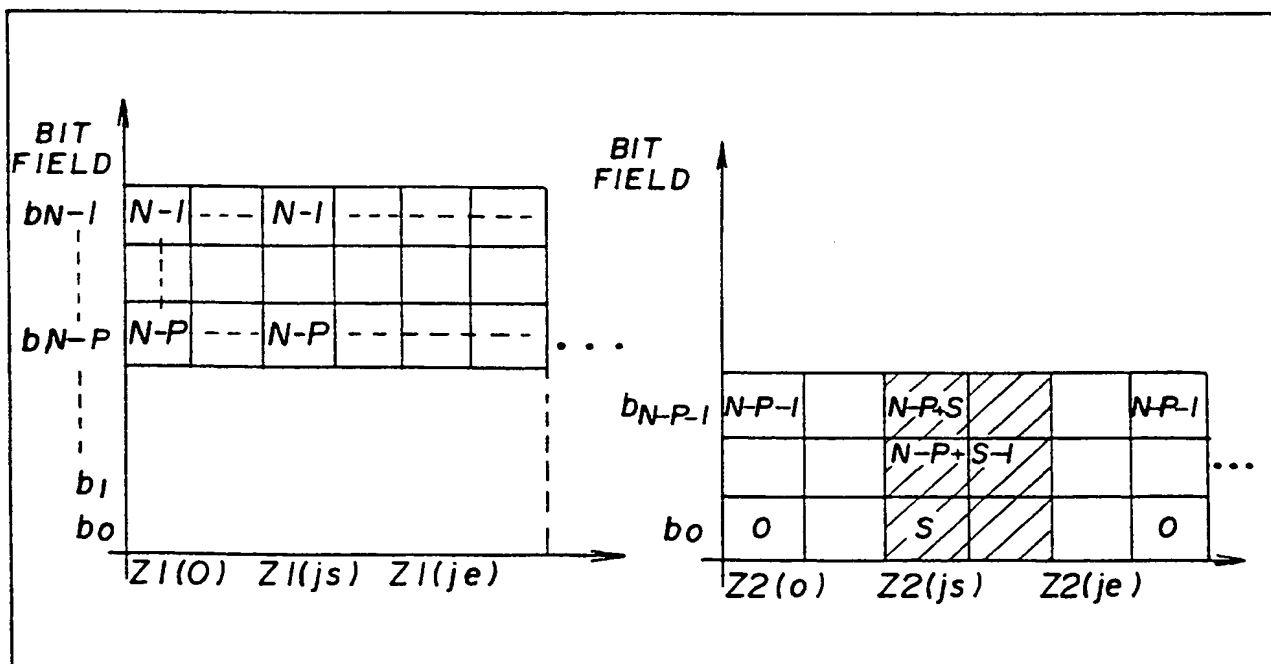 BIT
FIELD
bN-1 N-1 ---- N-1 -------
bN-P N-P --- N-P ------- ...
b1
b0
Z1(0) Z1(js) Z1(je)
BIT
FIELD
bN-P-1 N-P-1 N-P+S N-P-1
N-P+S-1 ...
b0 0 S 0
Z2(0) Z2(js) Z2(je)